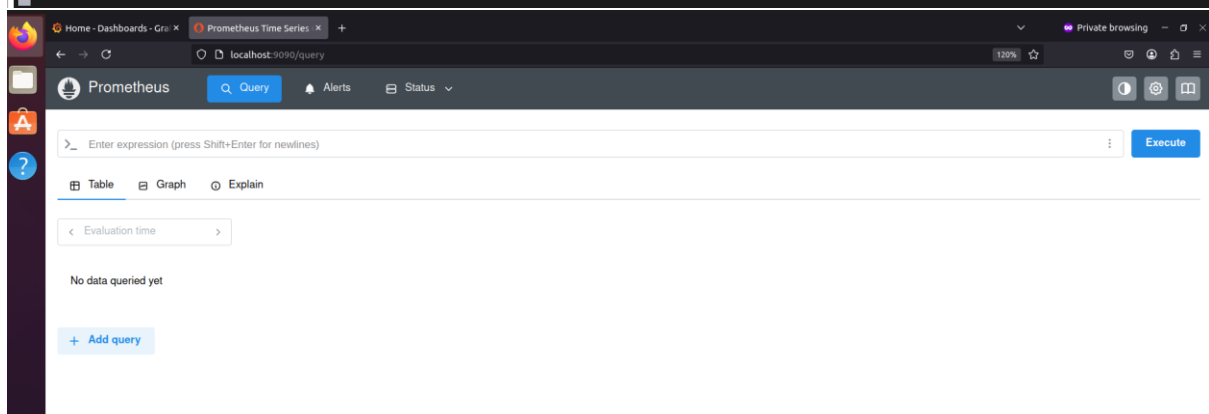 Home - Dashboards - Gra
Prometheus Time Series
Private browsing
localhost:9090/query
120%
Prometheus
Query
Alerts
Status
>_ Enter expression (press Shift+Enter for newlines)
Execute
Table
Graph
Explain
< Evaluation time >
No data queried yet
+ Add query